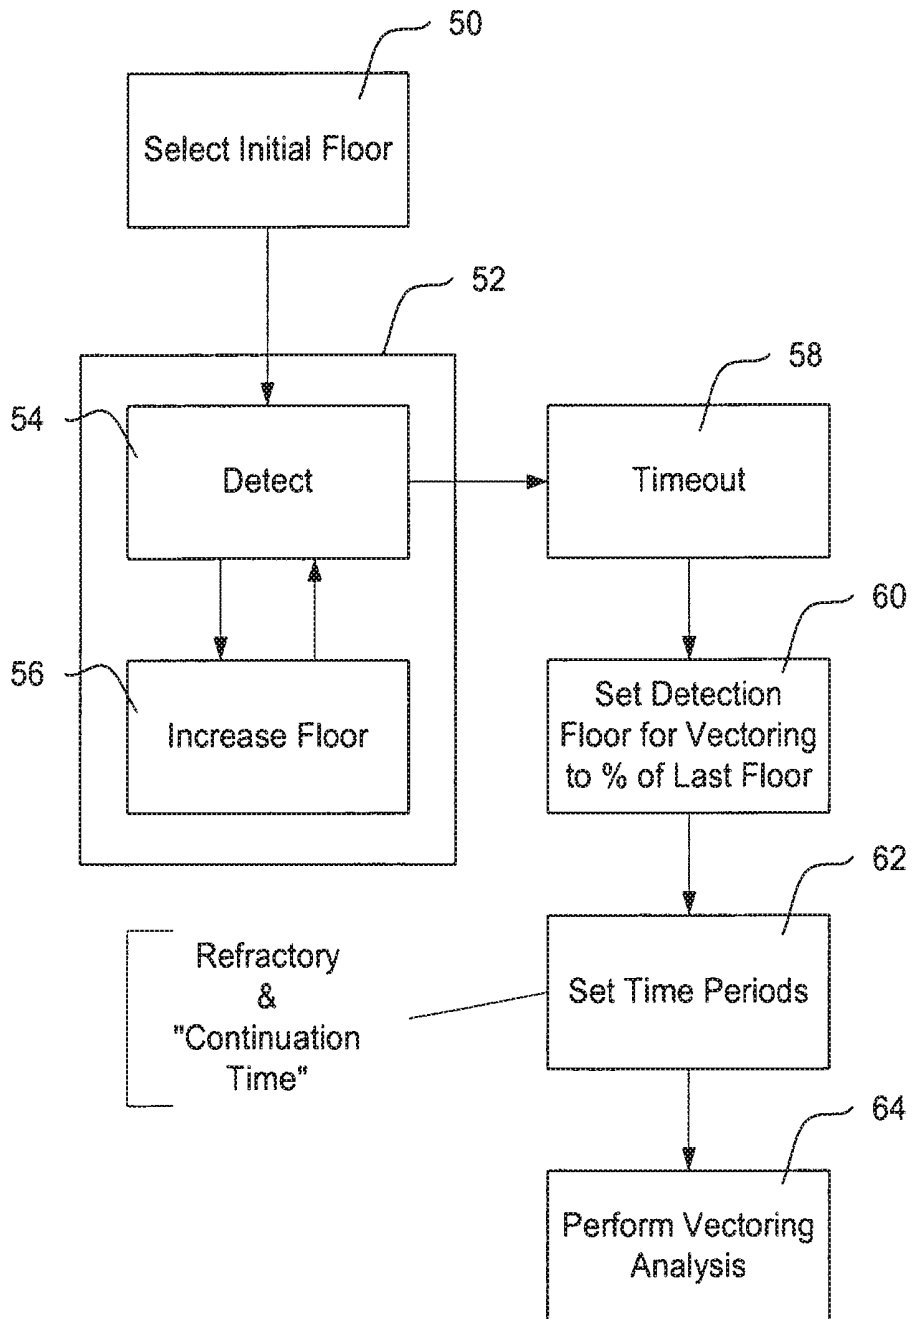 50
Select Initial Floor
52
54
Detect
58
Timeout
56
Increase Floor
60
Set Detection
Floor for Vectoring
to % of Last Floor
62
Set Time Periods
Refractory
&
"Continuation
Time"
64
Perform Vectoring
Analysis